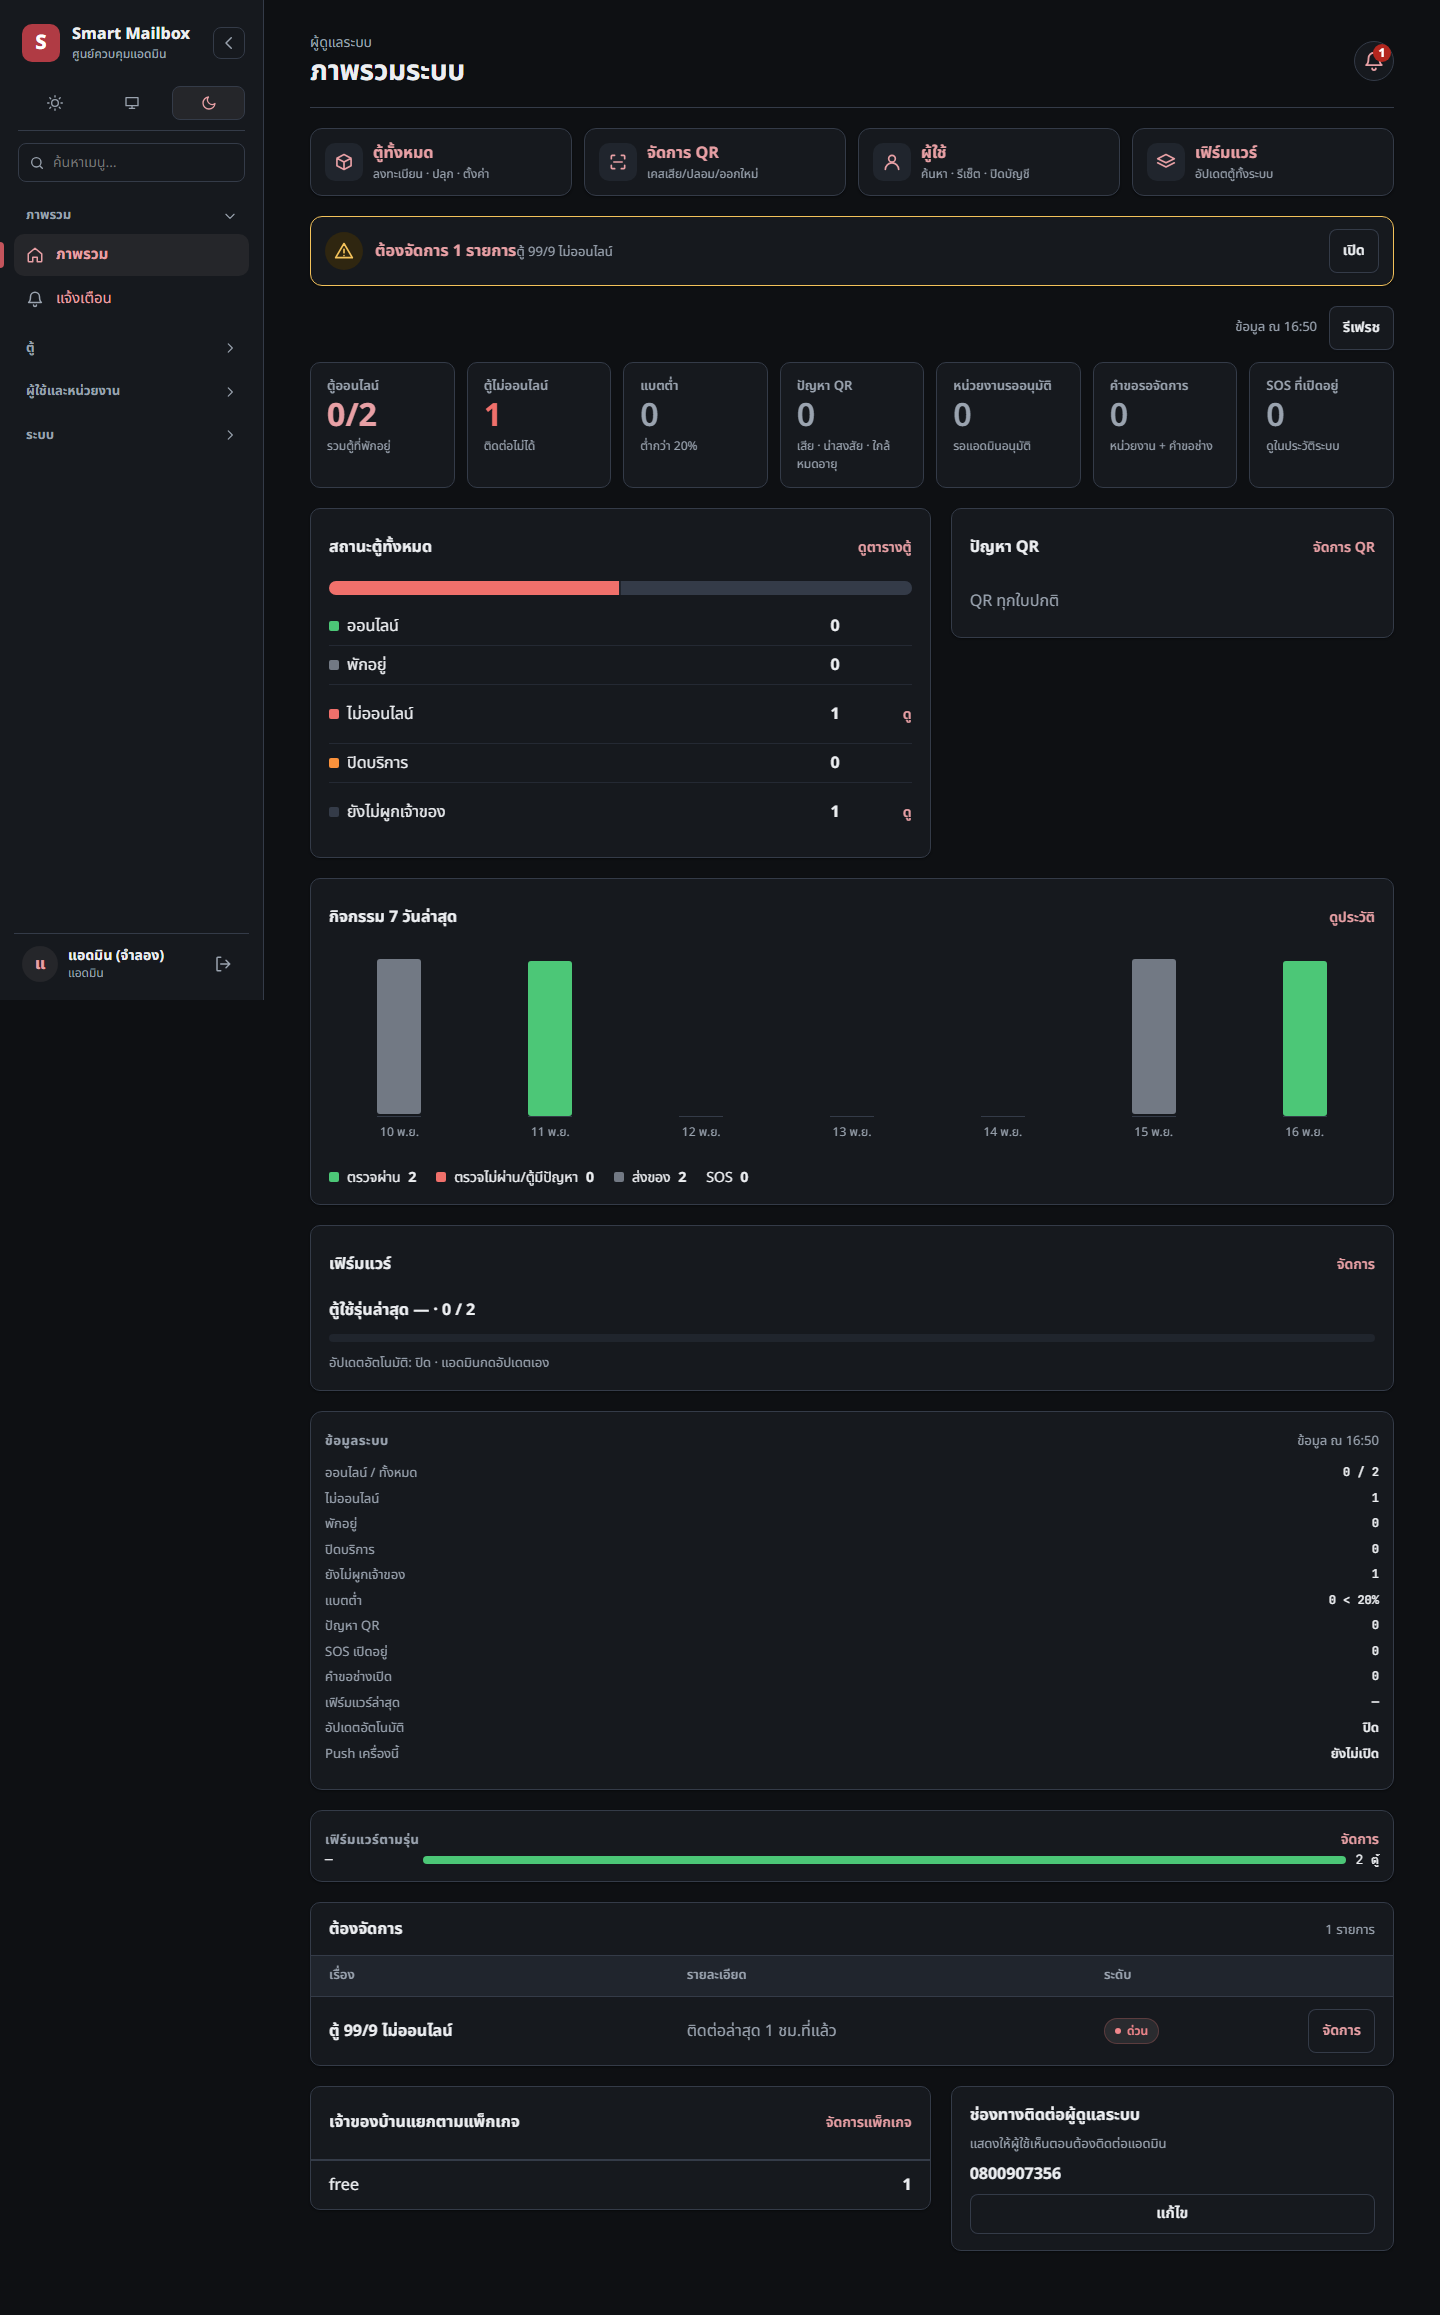 S
Smart Mailbox
ศูนย์ควบคุมแอดมิน
ค้นหาเมนู...
ภาพรวม
ภาพรวม
แจ้งเตือน
ตู้
ผู้ใช้และหน่วยงาน
ระบบ
แ
แอดมิน (จำลอง)
แอดมิน
ผู้ดูแลระบบ
ภาพรวมระบบ
1
ตู้ทั้งหมด
ลงทะเบียน · ปลุก · ตั้งค่า
จัดการ QR
เคสเสีย/ปลอม/ออกใหม่
ผู้ใช้
ค้นหา · รีเซ็ต · ปิดบัญชี
เฟิร์มแวร์
อัปเดตตู้ทั้งระบบ
ต้องจัดการ 1 รายการตู้ 99/9 ไม่ออนไลน์
เปิด
ข้อมูล ณ 16:50
รีเฟรช
ตู้ออนไลน์
0/2
รวมตู้ที่พักอยู่
ตู้ไม่ออนไลน์
1
ติดต่อไม่ได้
แบตต่ำ
0
ต่ำกว่า 20%
ปัญหา QR
0
เสีย · น่าสงสัย · ใกล้
หมดอายุ
หน่วยงานรออนุมัติ
0
รอแอดมินอนุมัติ
คำขอรอจัดการ
0
หน่วยงาน + คำขอช่าง
SOS ที่เปิดอยู่
0
ดูในประวัติระบบ
สถานะตู้ทั้งหมด
ดูตารางตู้
ออนไลน์ 0
พักอยู่ 0
ไม่ออนไลน์ 1 ดู
ปิดบริการ 0
ยังไม่ผูกเจ้าของ 1 ดู
ปัญหา QR
จัดการ QR
QR ทุกใบปกติ
กิจกรรม 7 วันล่าสุด
ดูประวัติ
10 พ.ย. 11 พ.ย. 12 พ.ย. 13 พ.ย. 14 พ.ย. 15 พ.ย. 16 พ.ย.
ตรวจผ่าน 2 ตรวจไม่ผ่าน/ตู้มีปัญหา 0 ส่งของ 2 SOS 0
เฟิร์มแวร์
จัดการ
ตู้ใช้รุ่นล่าสุด — · 0 / 2
อัปเดตอัตโนมัติ: ปิด · แอดมินกดอัปเดตเอง
ข้อมูลระบบ
ข้อมูล ณ 16:50
ออนไลน์ / ทั้งหมด 0 / 2
ไม่ออนไลน์ 1
พักอยู่ 0
ปิดบริการ 0
ยังไม่ผูกเจ้าของ 1
แบตต่ำ 0 < 20%
ปัญหา QR 0
SOS เปิดอยู่ 0
คำขอช่างเปิด 0
เฟิร์มแวร์ล่าสุด —
อัปเดตอัตโนมัติ ปิด
Push เครื่องนี้ ยังไม่เปิด
เฟิร์มแวร์ตามรุ่น
จัดการ
— 2 ตู้
ต้องจัดการ
1 รายการ
เรื่อง รายละเอียด ระดับ
ตู้ 99/9 ไม่ออนไลน์ ติดต่อล่าสุด 1 ชม.ที่แล้ว ด่วน จัดการ
เจ้าของบ้านแยกตามแพ็กเกจ
จัดการแพ็กเกจ
free 1
ช่องทางติดต่อผู้ดูแลระบบ
แสดงให้ผู้ใช้เห็นตอนต้องติดต่อแอดมิน
0800907356
แก้ไข